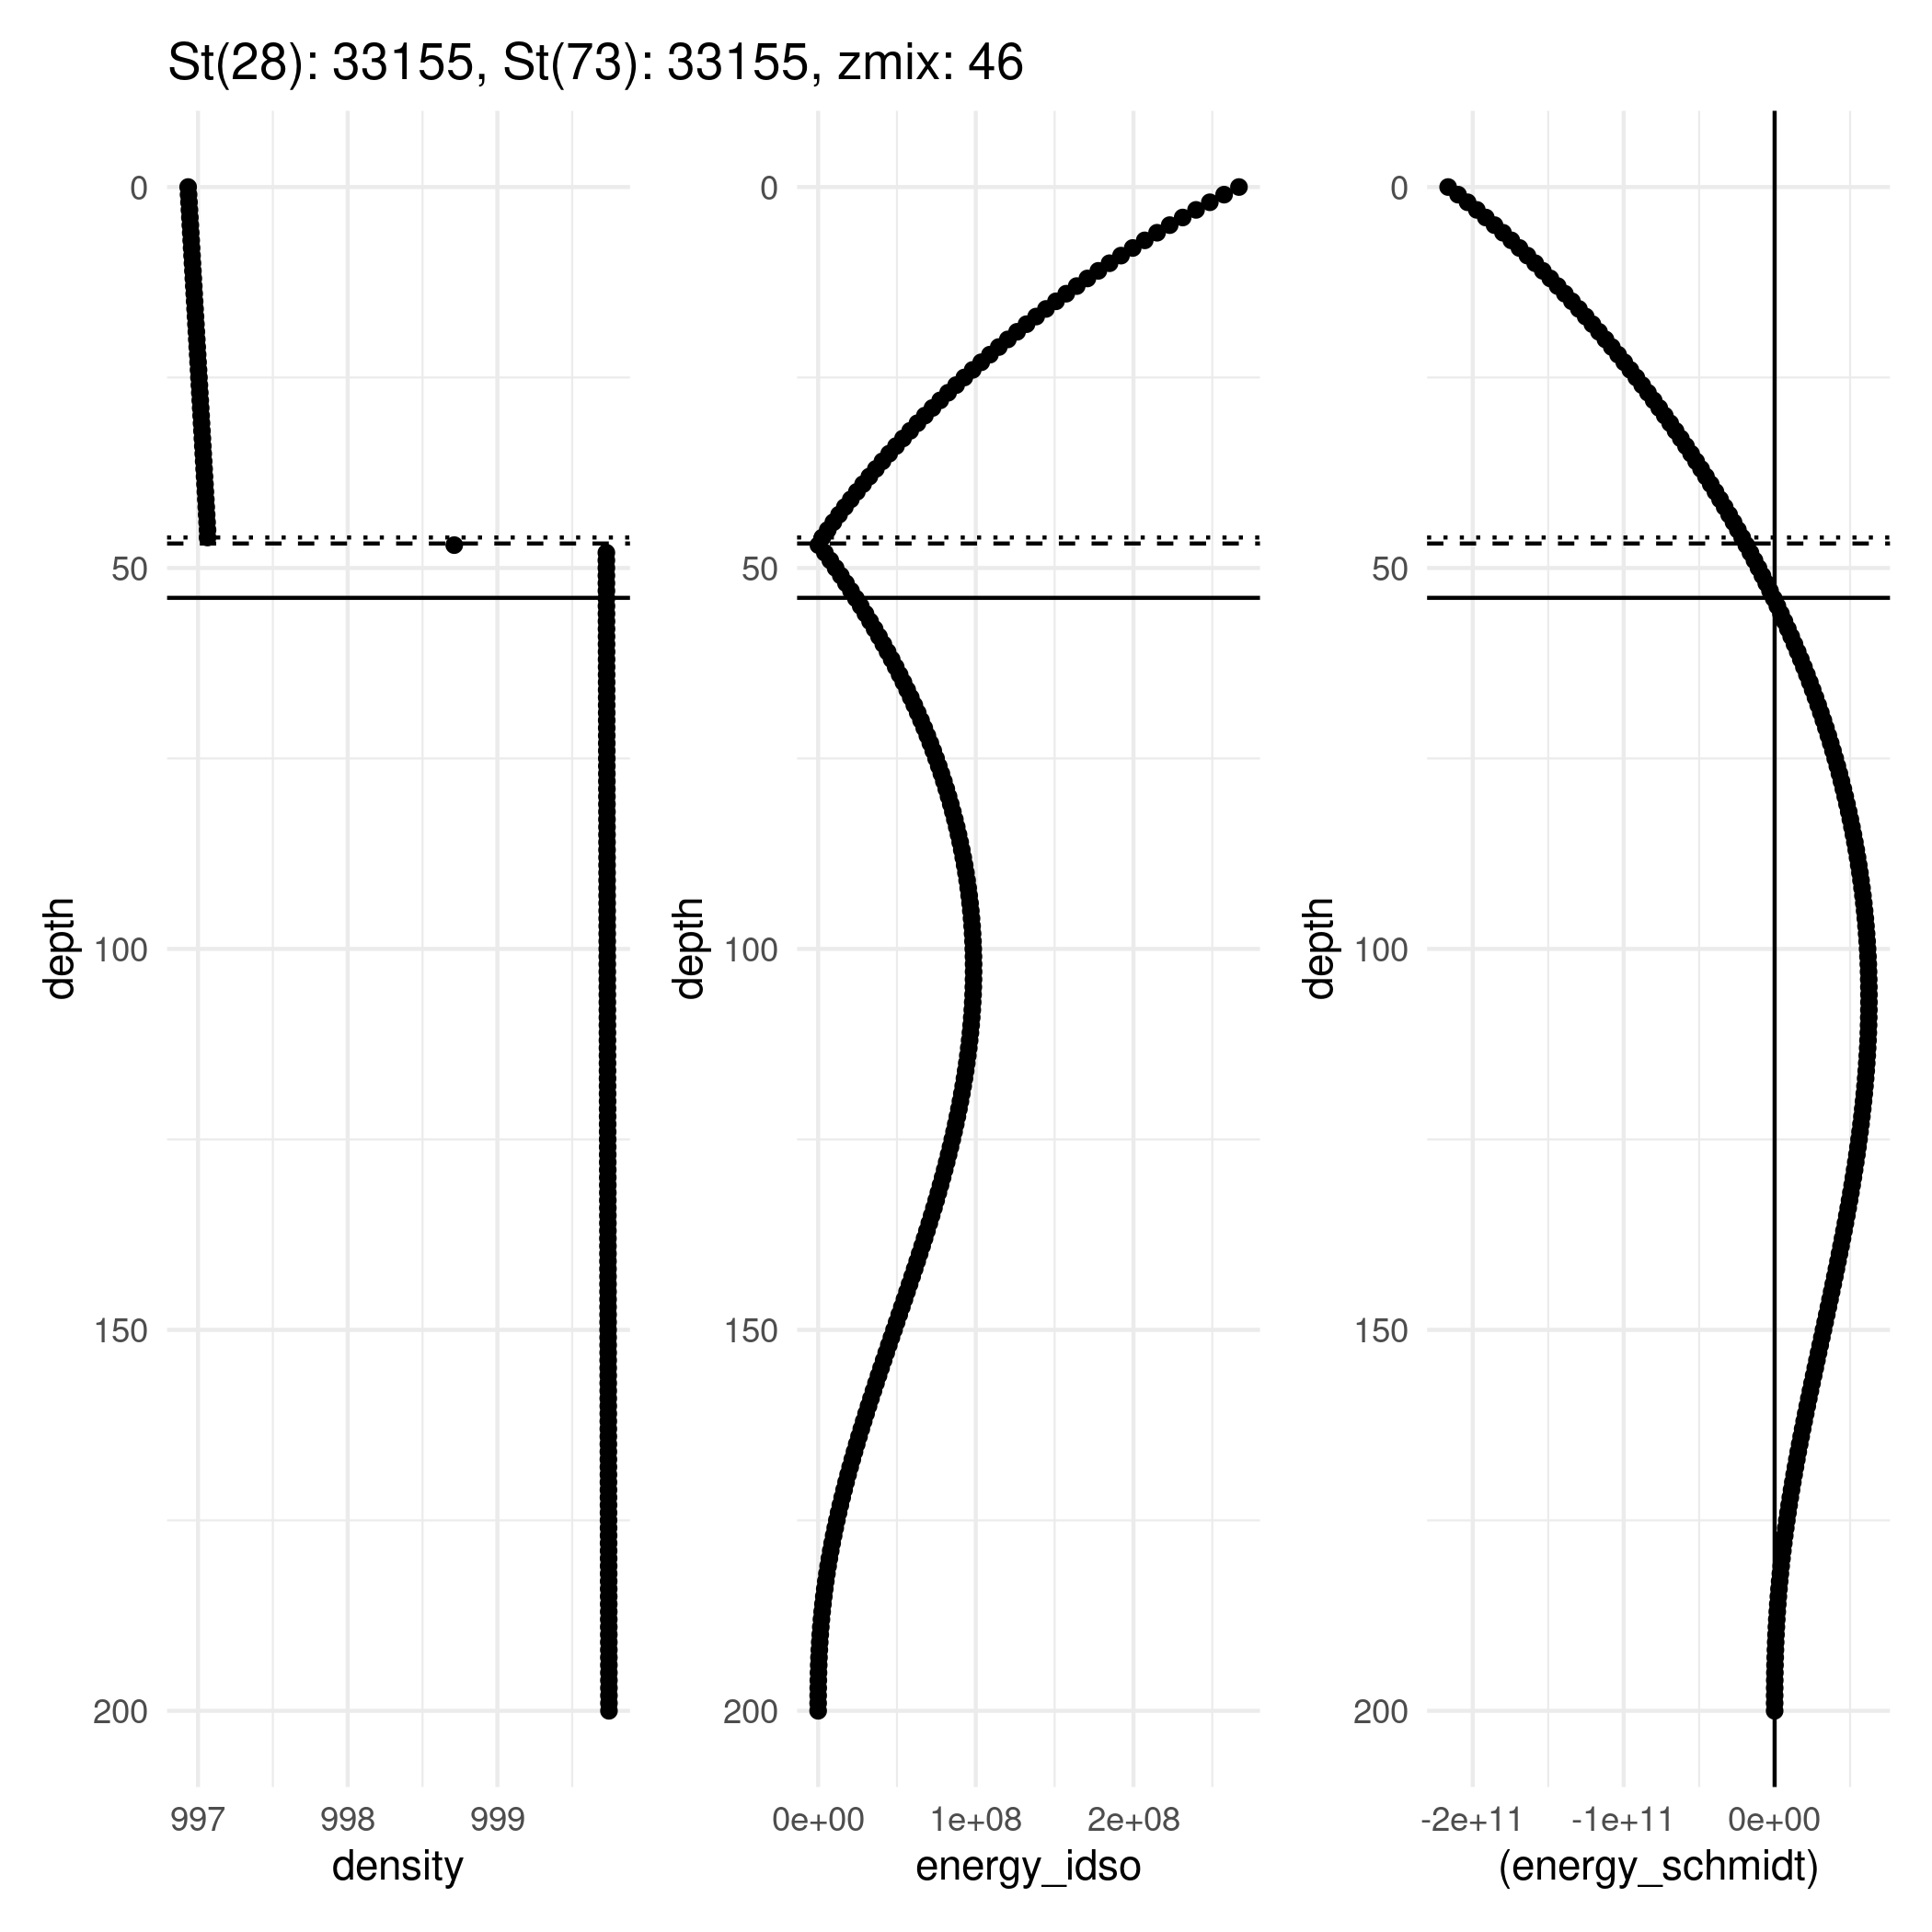 St(28): 33155, St(73): 33155, zmix: 46
0
50
100
150
200
depth
997
998
999
density
0
50
100
150
200
depth
0e+00
1e+08
2e+08
energy_idso
0
50
100
150
200
depth
-2e+11
-1e+11
0e+00
(energy_schmidt)